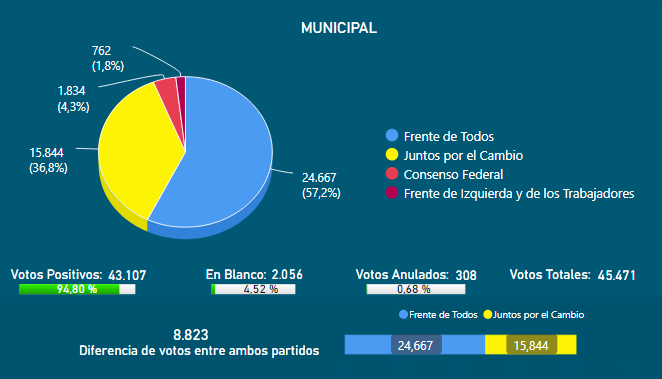 MUNICIPAL
762
(1,8%)
1.834
(4,3%)
15.844
(36,8%)
24.667
(57,2%)
Frente de Todos
Juntos por el Cambio
Consenso Federal
Frente de Izquierda y de los Trabajadores
Votos Positivos: 43.107
94,80 %
En Blanco: 2.056
4,52 %
Votos Anulados: 308
0,68 %
Votos Totales: 45.471
Frente de Todos Juntos por el Cambio
8.823
Diferencia de votos entre ambos partidos
24,667 15,844